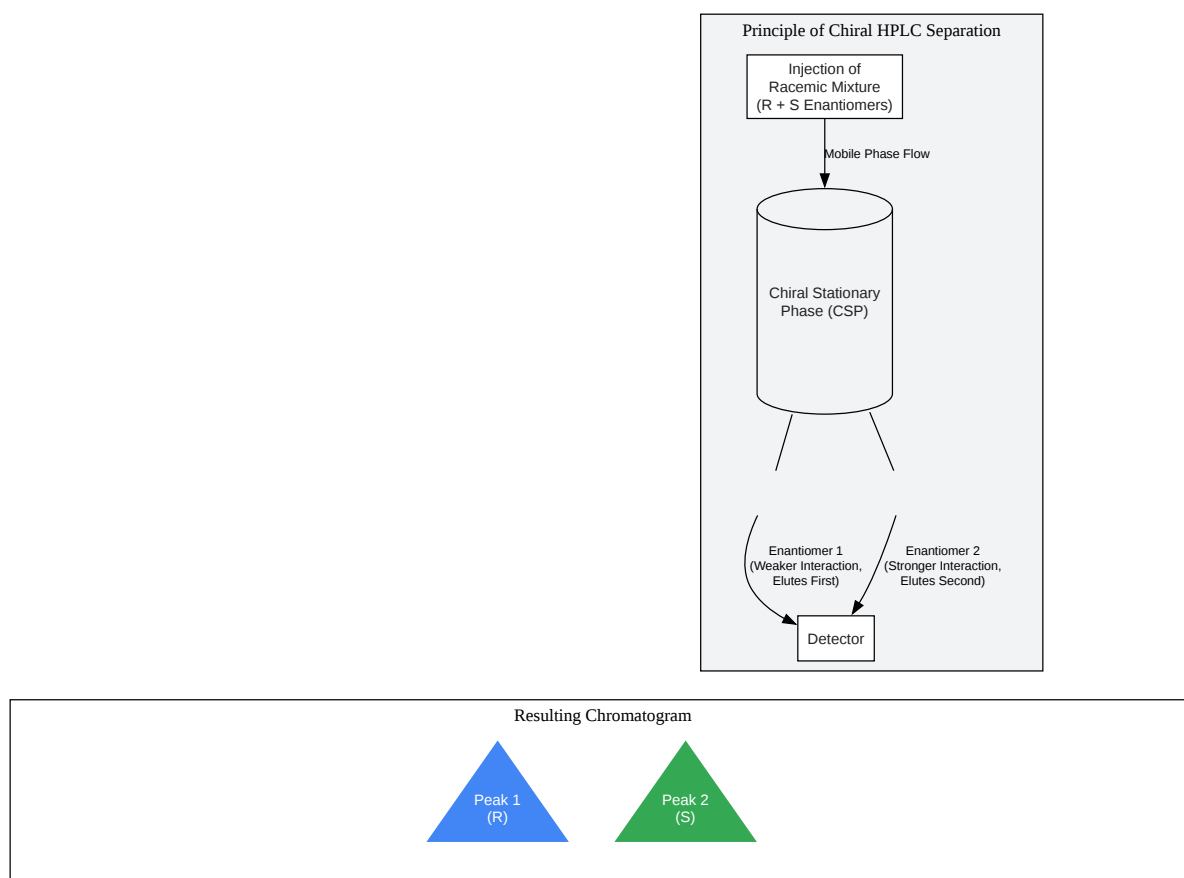 Principle of Chiral HPLC Separation
Injection of
Racemic Mixture
(R + S Enantiomers)
Mobile Phase Flow
Chiral Stationary
Phase (CSP)
Enantiomer 1
(Weaker Interaction,
Elutes First)
Enantiomer 2
(Stronger Interaction,
Elutes Second)
Detector
Resulting Chromatogram
Peak 1
(R)
Peak 2
(S)